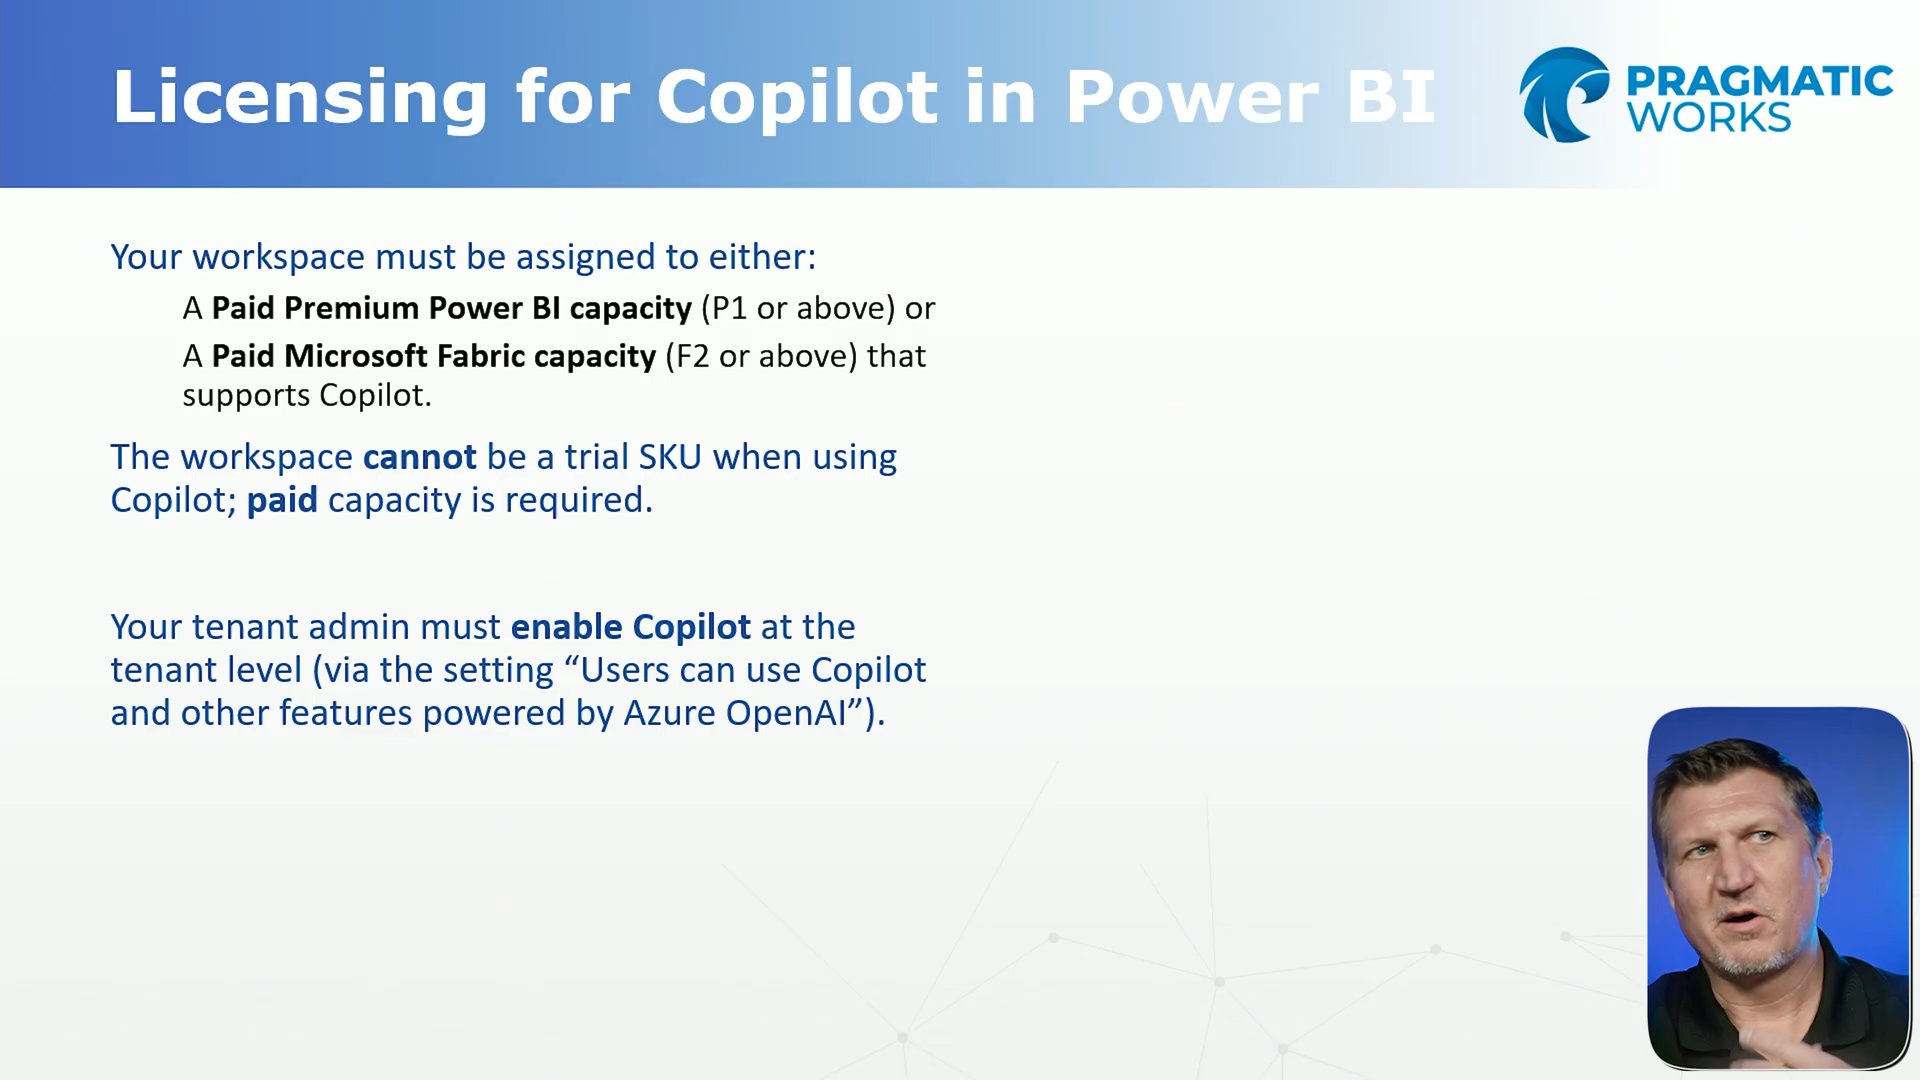 Licensing for Copilot in Power BI
PRAGMATIC
WORKS
Your workspace must be assigned to either:
A Paid Premium Power BI capacity (P1 or above) or
A Paid Microsoft Fabric capacity (F2 or above) that
supports Copilot.
The workspace cannot be a trial SKU when using
Copilot; paid capacity is required.
Your tenant admin must enable Copilot at the
tenant level (via the setting “Users can use Copilot
and other features powered by Azure OpenAI”).